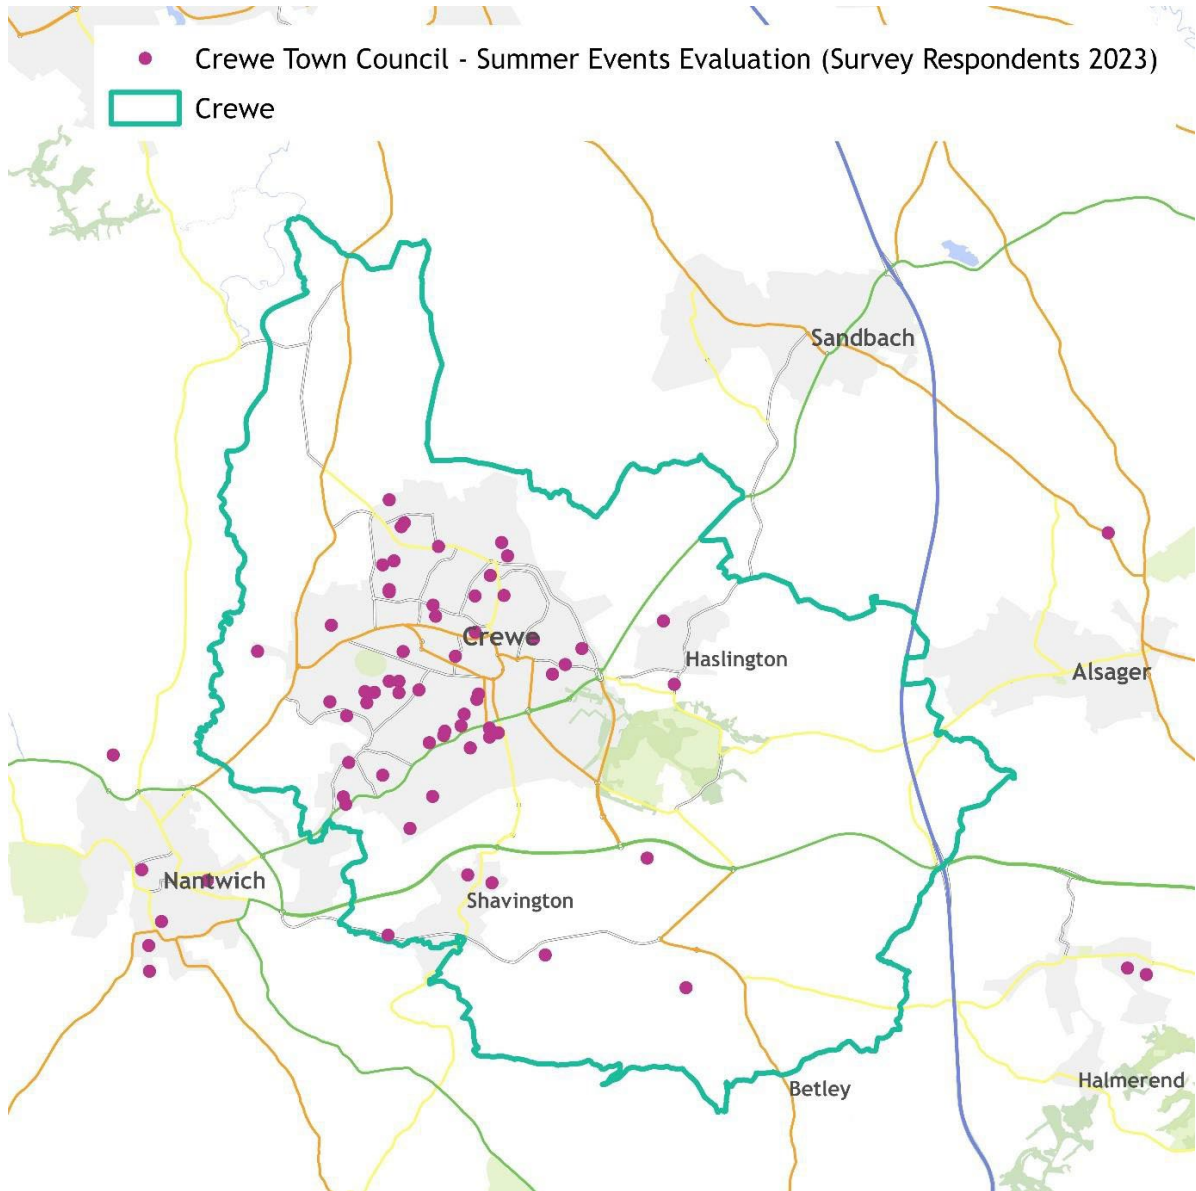 Crewe Town Council - Summer Events Evaluation (Survey Respondents 2023)
Crewe
Sandbach
Crewe
Haslington
Alsager
Nantwich
Shavington
Halmerend
Betley